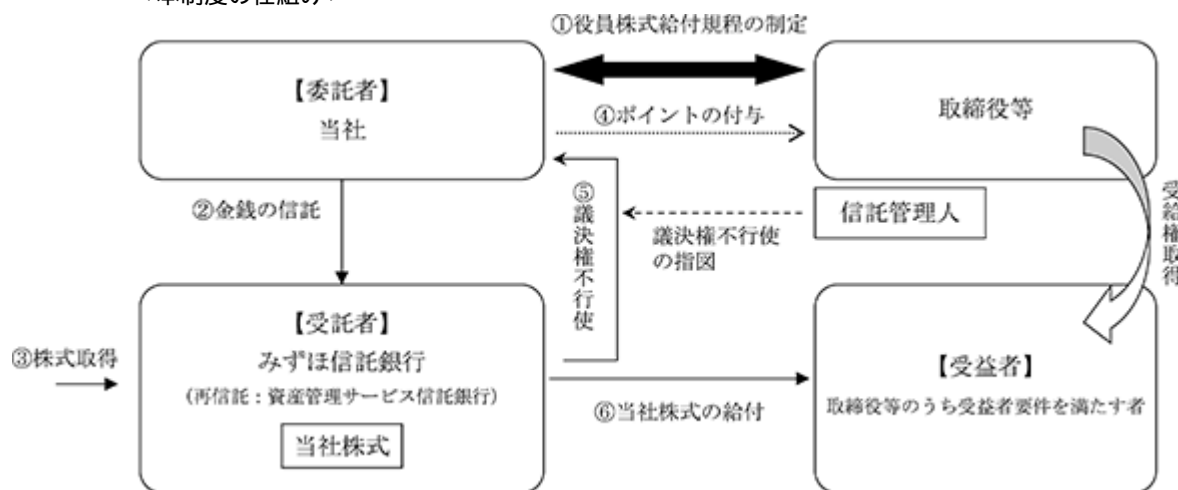 <本制度の仕組み>
①役員株式給付規程の制定
【委託者】
当社
④ポイントの付与
取締役等
②金銭の信託
⑤議決権不行使
議決権不行使
の指図
信託管理人
受給権取得
③株式取得
【受託者】
みずほ信託銀行
(再信託：資産管理サービス信託銀行)
当社株式
⑥当社株式の給付
【受益者】
取締役等のうち受益者要件を満たす者